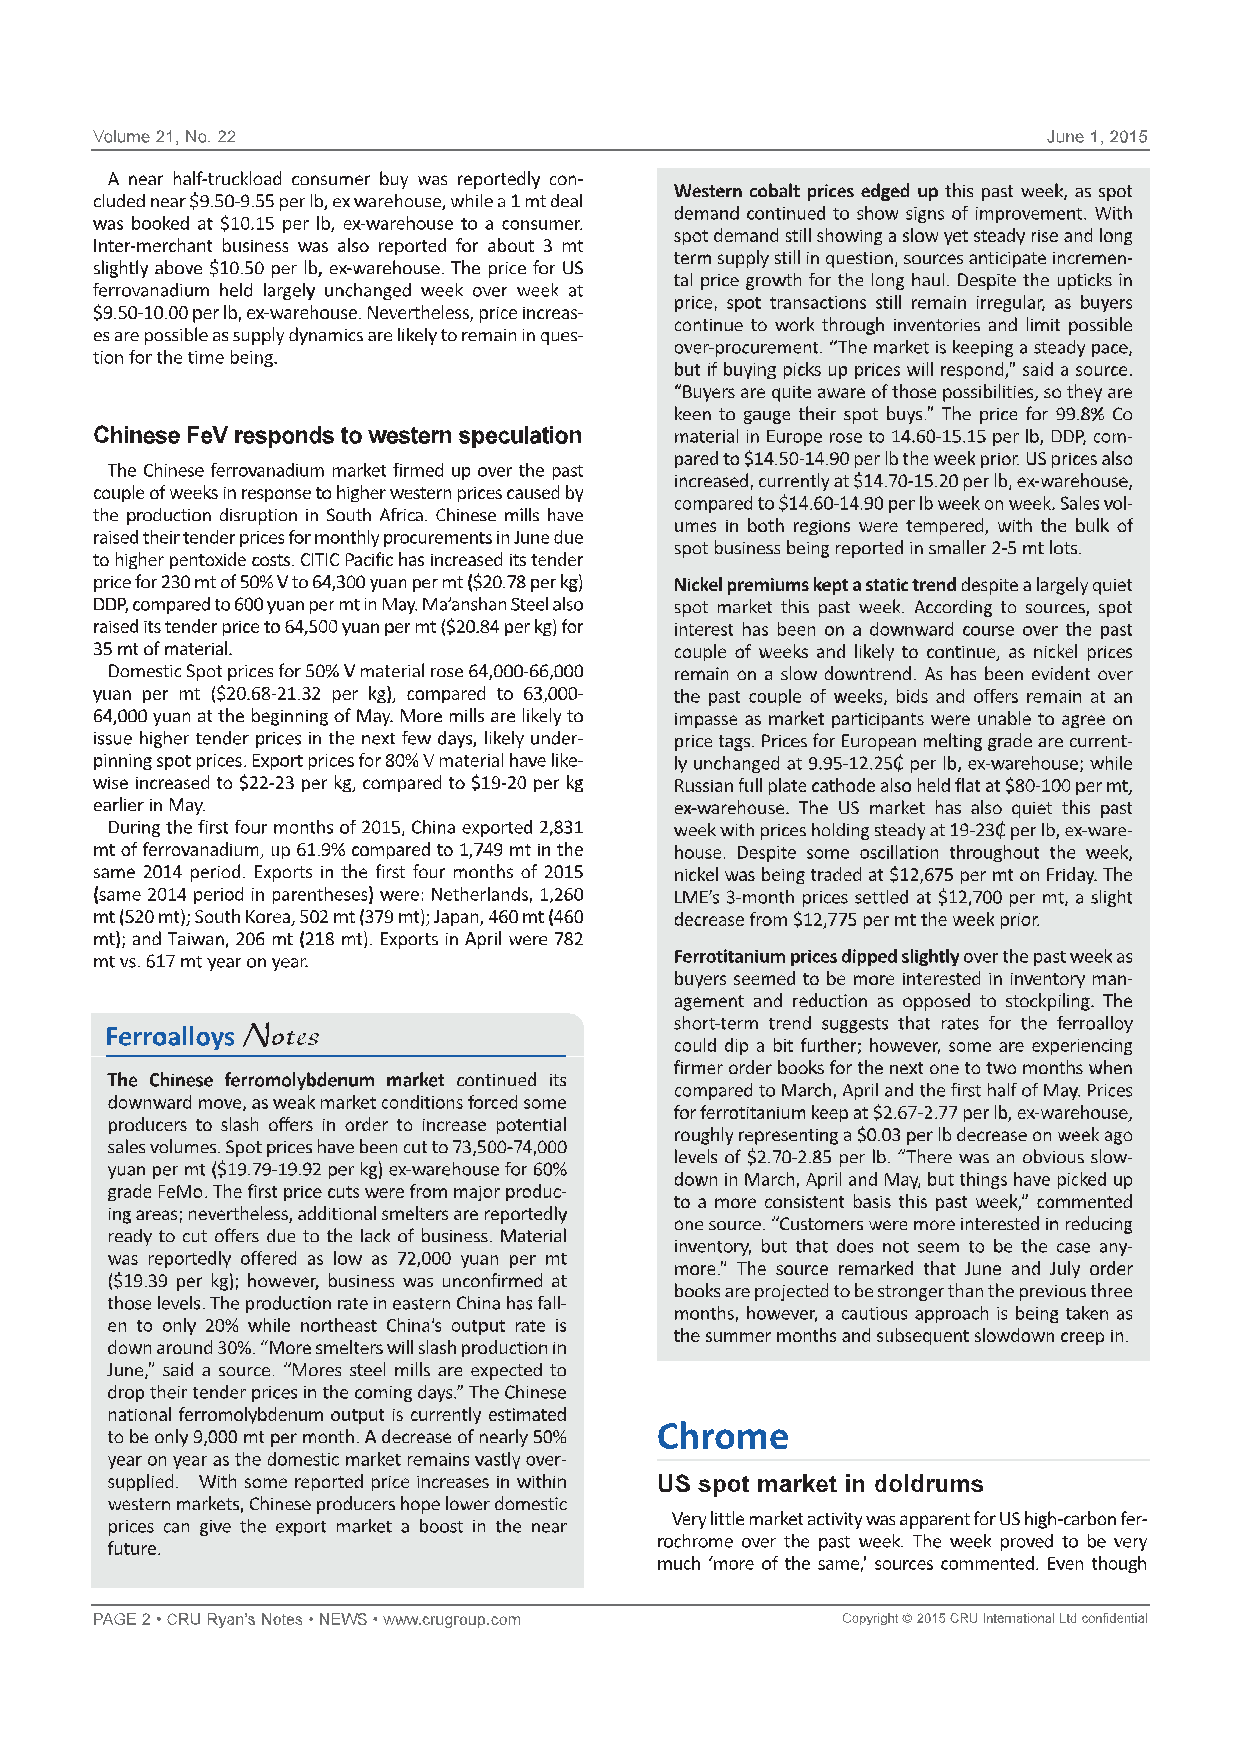 Volume 21, No. 22
June 1, 2015
A near half-truckload consumer buy was reportedly con-
cluded near $9.50-9.55 per lb, ex warehouse, while a 1 mt deal
was booked at $10.15 per lb, ex-warehouse to a consumer.
Inter-merchant business was also reported for about 3 mt
slightly above $10.50 per lb, ex-warehouse. The price for US
ferrovanadium held largely unchanged week over week at
$9.50-10.00 per lb, ex-warehouse. Nevertheless, price increas-
es are possible as supply dynamics are likely to remain in ques-
tion for the time being.
Chinese FeV responds to western speculation
The Chinese ferrovanadium market firmed up over the past
couple of weeks in response to higher western prices caused by
the production disruption in South Africa. Chinese mills have
raised their tender prices for monthly procurements in June due
to higher pentoxide costs. CITIC Pacific has increased its tender
price for 230 mt of 50% V to 64,300 yuan per mt ($20.78 per kg)
DDP, compared to 600 yuan per mt in May. Ma’anshan Steel also
raised its tender price to 64,500 yuan per mt ($20.84 per kg) for
35 mt of material.
Domestic Spot prices for 50% V material rose 64,000-66,000
yuan per mt ($20.68-21.32 per kg), compared to 63,000-
64,000 yuan at the beginning of May. More mills are likely to
issue higher tender prices in the next few days, likely under-
pinning spot prices. Export prices for 80% V material have like-
wise increased to $22-23 per kg, compared to $19-20 per kg
earlier in May.
During the first four months of 2015, China exported 2,831
mt of ferrovanadium, up 61.9% compared to 1,749 mt in the
same 2014 period. Exports in the first four months of 2015
(same 2014 period in parentheses) were: Netherlands, 1,260
mt (520 mt); South Korea, 502 mt (379 mt); Japan, 460 mt (460
mt); and Taiwan, 206 mt (218 mt). Exports in April were 782
mt vs. 617 mt year on year.
Ferroalloys Notes
The Chinese ferromolybdenum market continued its
downward move, as weak market conditions forced some
producers to slash offers in order to increase potential
sales volumes. Spot prices have been cut to 73,500-74,000
yuan per mt ($19.79-19.92 per kg) ex-warehouse for 60%
grade FeMo. The first price cuts were from major produc-
ing areas; nevertheless, additional smelters are reportedly
ready to cut offers due to the lack of business. Material
was reportedly offered as low as 72,000 yuan per mt
($19.39 per kg); however, business was unconfirmed at
those levels. The production rate in eastern China has fall-
en to only 20% while northeast China’s output rate is
down around 30%. “More smelters will slash production in
June,” said a source. “Mores steel mills are expected to
drop their tender prices in the coming days.” The Chinese
national ferromolybdenum output is currently estimated
to be only 9,000 mt per month. A decrease of nearly 50%
year on year as the domestic market remains vastly over-
supplied. With some reported price increases in within
western markets, Chinese producers hope lower domestic
prices can give the export market a boost in the near
future.
Western cobalt prices edged up this past week, as spot
demand continued to show signs of improvement. With
spot demand still showing a slow yet steady rise and long
term supply still in question, sources anticipate incremen-
tal price growth for the long haul. Despite the upticks in
price, spot transactions still remain irregular, as buyers
continue to work through inventories and limit possible
over-procurement. “The market is keeping a steady pace,
but if buying picks up prices will respond,” said a source.
“Buyers are quite aware of those possibilities, so they are
keen to gauge their spot buys.” The price for 99.8% Co
material in Europe rose to 14.60-15.15 per lb, DDP, com-
pared to $14.50-14.90 per lb the week prior. US prices also
increased, currently at $14.70-15.20 per lb, ex-warehouse,
compared to $14.60-14.90 per lb week on week. Sales vol-
umes in both regions were tempered, with the bulk of
spot business being reported in smaller 2-5 mt lots.
Nickel premiums kept a static trend despite a largely quiet
spot market this past week. According to sources, spot
interest has been on a downward course over the past
couple of weeks and likely to continue, as nickel prices
remain on a slow downtrend. As has been evident over
the past couple of weeks, bids and offers remain at an
impasse as market participants were unable to agree on
price tags. Prices for European melting grade are current-
ly unchanged at 9.95-12.25₵ per lb, ex-warehouse; while
Russian full plate cathode also held flat at $80-100 per mt,
ex-warehouse. The US market has also quiet this past
week with prices holding steady at 19-23₵ per lb, ex-ware-
house. Despite some oscillation throughout the week,
nickel was being traded at $12,675 per mt on Friday. The
LME’s 3-month prices settled at $12,700 per mt, a slight
decrease from $12,775 per mt the week prior.
Ferrotitanium prices dipped slightly over the past week as
buyers seemed to be more interested in inventory man-
agement and reduction as opposed to stockpiling. The
short-term trend suggests that rates for the ferroalloy
could dip a bit further; however, some are experiencing
firmer order books for the next one to two months when
compared to March, April and the first half of May. Prices
for ferrotitanium keep at $2.67-2.77 per lb, ex-warehouse,
roughly representing a $0.03 per lb decrease on week ago
levels of $2.70-2.85 per lb. “There was an obvious slow-
down in March, April and May, but things have picked up
to a more consistent basis this past week,” commented
one source. “Customers were more interested in reducing
inventory, but that does not seem to be the case any-
more.” The source remarked that June and July order
books are projected to be stronger than the previous three
months, however, a cautious approach is being taken as
the summer months and subsequent slowdown creep in.
Chrome
US spot market in doldrums
Very little market activity was apparent for US high-carbon fer-
rochrome over the past week. The week proved to be very
much ‘more of the same,’ sources commented. Even though
PAGE 2 • CRU Ryan’s Notes • NEWS • www.crugroup.com
Copyright © 2015 CRU International Ltd confidential